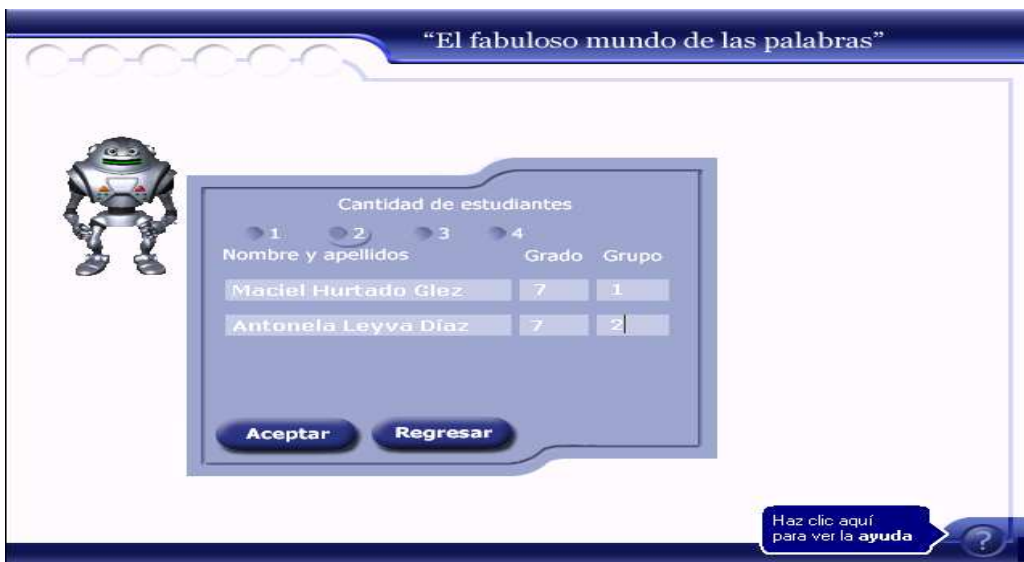 “El fabuloso mundo de las palabras”
Cantidad de estudiantes
1 2 3 4
Nombre y apellidos Grado Grupo
Maciel Hurtado Glez 7 1
Antonela Leyva Díaz 7 2
Aceptar Regresar
Haz clic aquí
para ver la ayuda
?